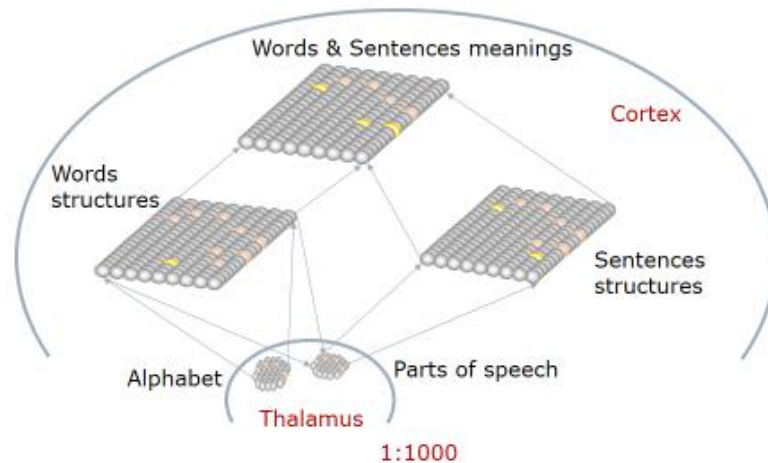 Words & Sentences meanings
Cortex
Words
structures
Sentences
structures
Alphabet
Parts of speech
Thalamus
1:1000